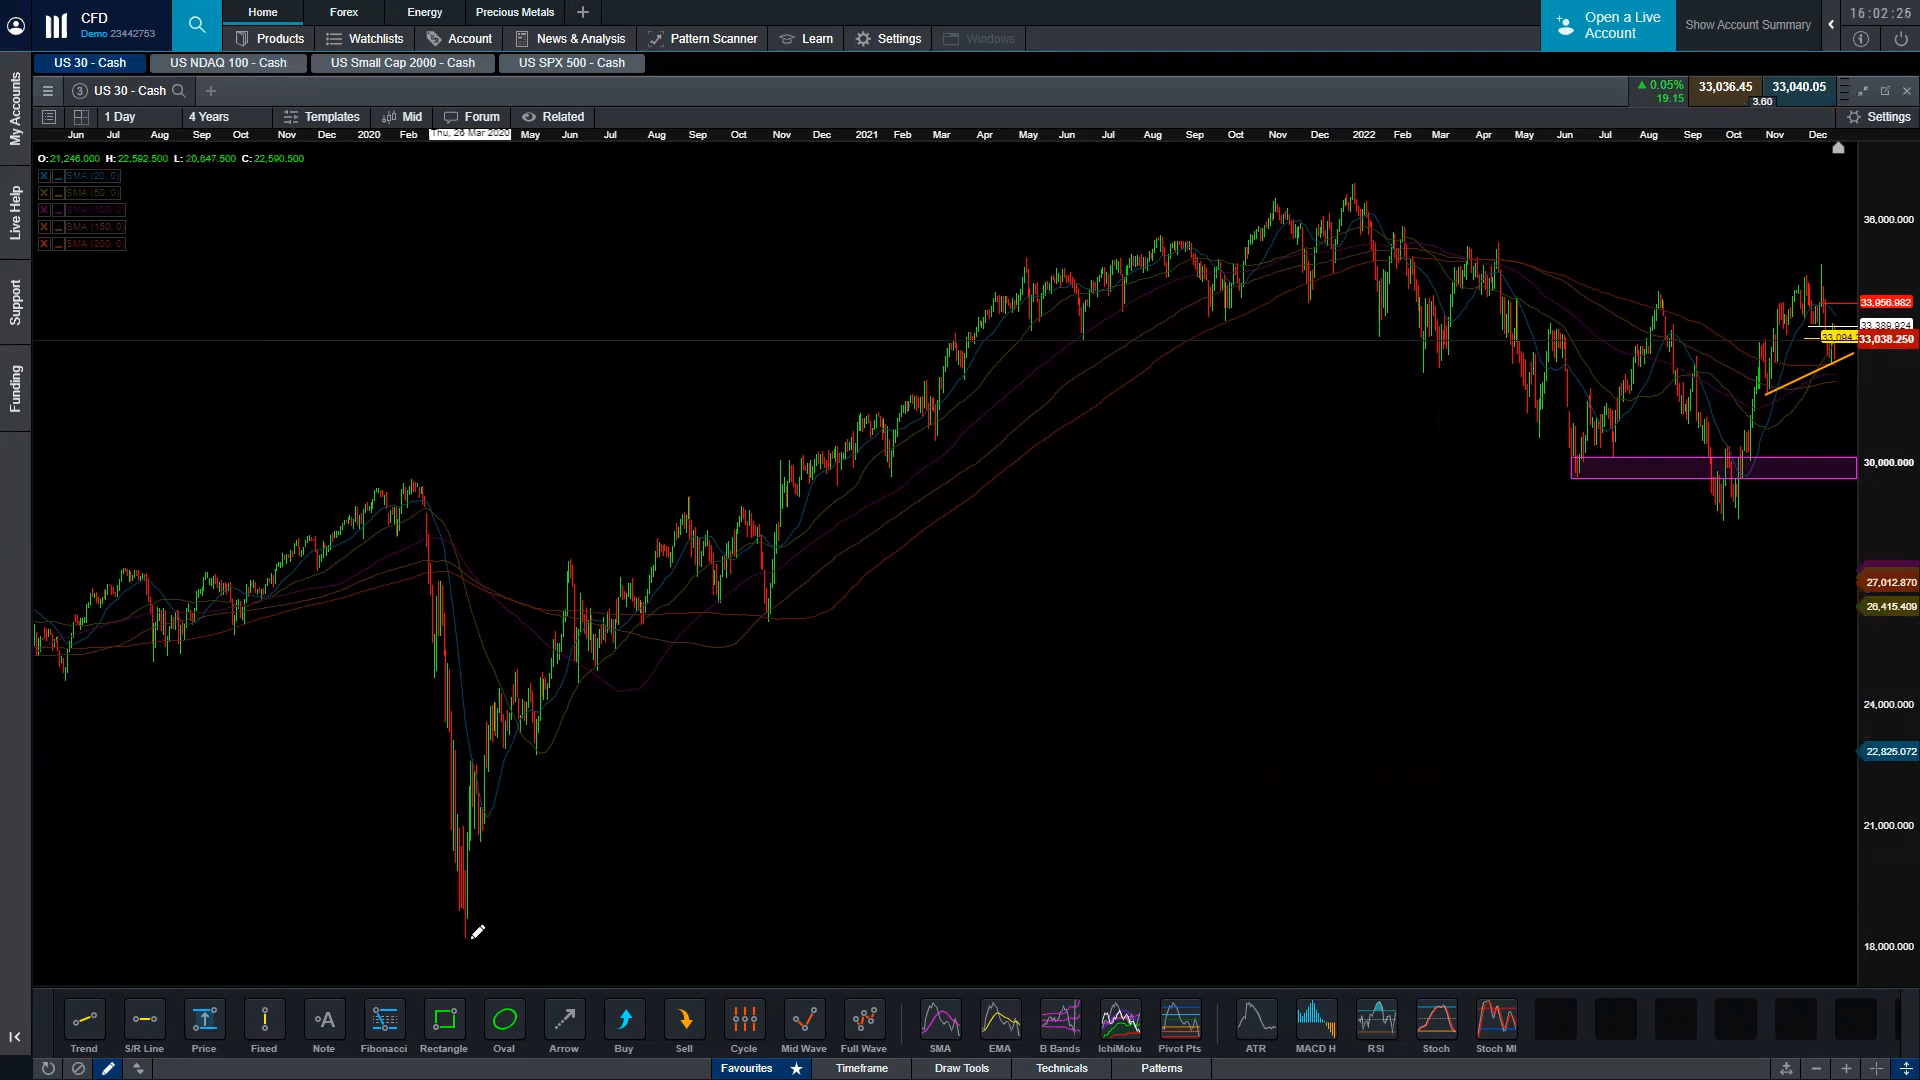 CFD
Demo 23442753
Home
Forex
Energy
Precious Metals
Products
Watchlists
Account
News & Analysis
Pattern Scanner
Learn
Settings
Windows
Open a Live
Account
Show Account Summary
16:02:25
US 30 - Cash
US NDAQ 100 - Cash
US Small Cap 2000 - Cash
US SPX 500 - Cash
3
US 30 - Cash
0.05%
19.15
33,036.45
33,040.05
3.60
1 Day
4 Years
Templates
Mid
Forum
Related
Settings
Jun Jul Aug Sep Oct Nov Dec 2020 Feb Thu, 26 Mar 2020 May Jun Jul Aug Sep Oct Nov Dec 2021 Feb Mar Apr May Jun Jul Aug Sep Oct Nov Dec 2022 Feb Mar Apr May Jun Jul Aug Sep Oct Nov Dec
O:21,246.000 H: 22,592.500 L: 20,647.500 C: 22,590.500
X SMA (20, 0)
X SMA (50, 0)
X SMA (100, 0)
X SMA (150, 0)
X SMA (200, 0)
36,000.000
33,956.982
33,038.250
30,000.000
27,012.870
26,415.409
24,000.000
22,825.072
21,000.000
18,000.000
My Accounts
Live Help
Support
Funding
Trend
S/R Line
Price
Fixed
Note
Fibonacci
Rectangle
Oval
Arrow
Buy
Sell
Cycle
Mid Wave
Full Wave
SMA
EMA
B Bands
IchiMoku
Pivot Pts
ATR
MACD H
RSI
Stoch
Stoch MI
Favourites
Timeframe
Draw Tools
Technicals
Patterns